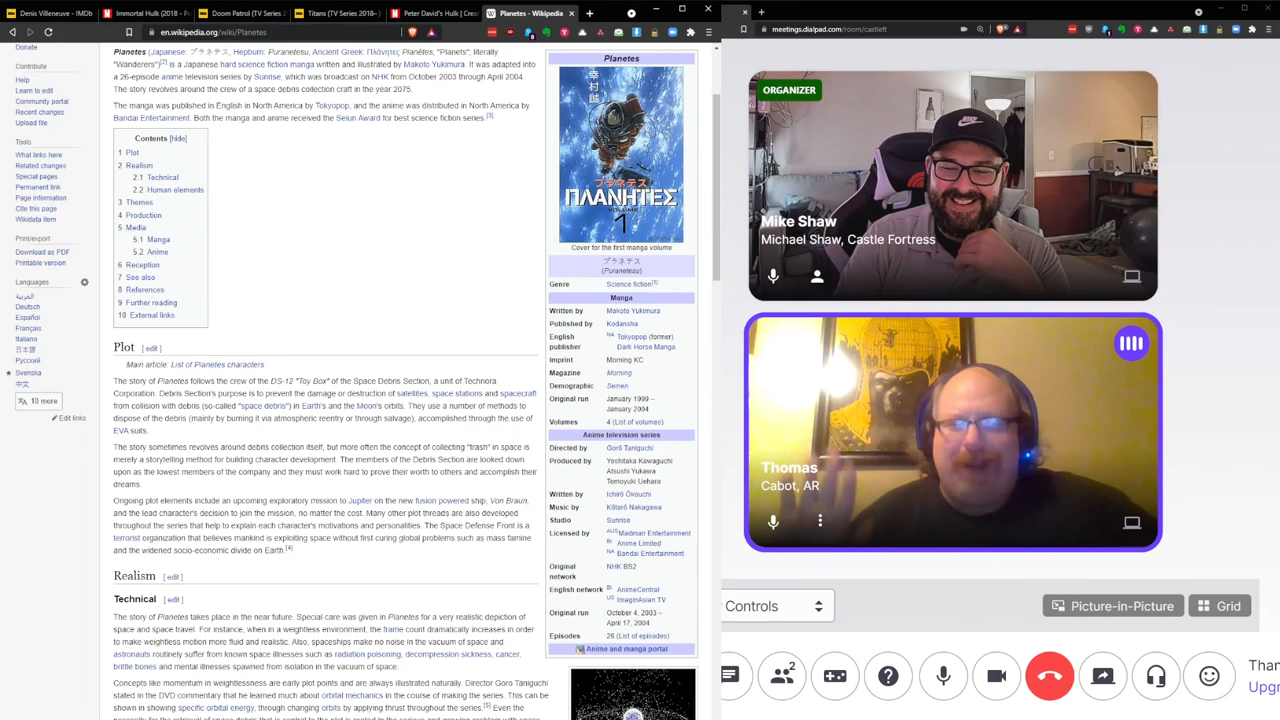 Denis Villeneuve - IMDb
Immortal Hulk (2018 - F
Doom Patrol (TV Series 2
Titans (TV Series 2018–)
Peter David's Hulk | Crea
Planetes - Wikipedia
en.wikipedia.org/wiki/Planetes
Donate
Contribute
Help
Learn to edit
Community portal
Recent changes
Upload file
Tools
What links here
Related changes
Special pages
Permanent link
Page information
Cite this page
Wikidata item
Print/export
Download as PDF
Printable version
Languages
العربية
Deutsch
Español
Français
Italiano
日本語
Русский
Svenska
中文
10 more
Edit links
Planetes (Japanese: プラネテス, Hepburn: Puranetesu, Ancient Greek: Πλάνητες Planētes, "Planets", literally
"Wanderers")[2] is a Japanese hard science fiction manga written and illustrated by Makoto Yukimura. It was adapted into
a 26-episode anime television series by Sunrise, which was broadcast on NHK from October 2003 through April 2004.
The story revolves around the crew of a space debris collection craft in the year 2075.
The manga was published in English in North America by Tokyopop, and the anime was distributed in North America by
Bandai Entertainment. Both the manga and anime received the Seiun Award for best science fiction series.[3]
Contents [hide]
1 Plot
2 Realism
2.1 Technical
2.2 Human elements
3 Themes
4 Production
5 Media
5.1 Manga
5.2 Anime
6 Reception
7 See also
8 References
9 Further reading
10 External links
Plot [ edit ]
Main article: List of Planetes characters
The story of Planetes follows the crew of the DS-12 "Toy Box" of the Space Debris Section, a unit of Technora
Corporation. Debris Section's purpose is to prevent the damage or destruction of satellites, space stations and spacecraft
from collision with debris (so-called "space debris") in Earth's and the Moon's orbits. They use a number of methods to
dispose of the debris (mainly by burning it via atmospheric reentry or through salvage), accomplished through the use of
EVA suits.
The story sometimes revolves around debris collection itself, but more often the concept of collecting "trash" in space is
merely a storytelling method for building character development. The members of the Debris Section are looked down
upon as the lowest members of the company and they must work hard to prove their worth to others and accomplish their
dreams.
Ongoing plot elements include an upcoming exploratory mission to Jupiter on the new fusion powered ship, Von Braun,
and the lead character's decision to join the mission, no matter the cost. Many other plot threads are also developed
throughout the series that help to explain each character's motivations and personalities. The Space Defense Front is a
terrorist organization that believes mankind is exploiting space without first curing global problems such as mass famine
and the widened socio-economic divide on Earth.[4]
Realism [ edit ]
Technical [ edit ]
The story of Planetes takes place in the near future. Special care was given in Planetes for a very realistic depiction of
space and space travel. For instance, when in a weightless environment, the frame count dramatically increases in order
to make weightless motion more fluid and realistic. Also, spaceships make no noise in the vacuum of space and
astronauts routinely suffer from known space illnesses such as radiation poisoning, decompression sickness, cancer,
brittle bones and mental illnesses spawned from isolation in the vacuum of space.
Concepts like momentum in weightlessness are early plot points and are always illustrated naturally. Director Goro Taniguchi
stated in the DVD commentary that he learned much about orbital mechanics in the course of making the series. This can be
shown in showing specific orbital energy, through changing orbits by applying thrust throughout the series.[5] Even the
Planetes
幸村誠
プラネテス
ΠΛΑΝΗΤΕΣ
VOLUME
1
Cover for the first manga volume
プラネテス
(Puranetesu)
Genre Science fiction[1]
Manga
Written by Makoto Yukimura
Published by Kodansha
English publisher NA Tokyopop (former)
Dark Horse Manga
Imprint Morning KC
Magazine Morning
Demographic Seinen
Original run January 1999 –
January 2004
Volumes 4 (List of volumes)
Anime television series
Directed by Gorō Taniguchi
Produced by Yoshitaka Kawaguchi
Atsushi Yukawa
Temoyuki Uehara
Written by Ichirō Ōkouchi
Music by Kōtarō Nakagawa
Studio Sunrise
Licensed by AUS Madman Entertainment
BI Anime Limited
NA Bandai Entertainment
Original network NHK BS2
English network BI AnimeCentral
US ImaginAsian TV
Original run October 4, 2003 –
April 17, 2004
Episodes 26 (List of episodes)
Anime and manga portal
meetings.dialpad.com/room/castleft
ORGANIZER
Mike Shaw
Michael Shaw, Castle Fortress
Thomas
Cabot, AR
Controls
Picture-in-Picture
Grid
2
Than
Upgr